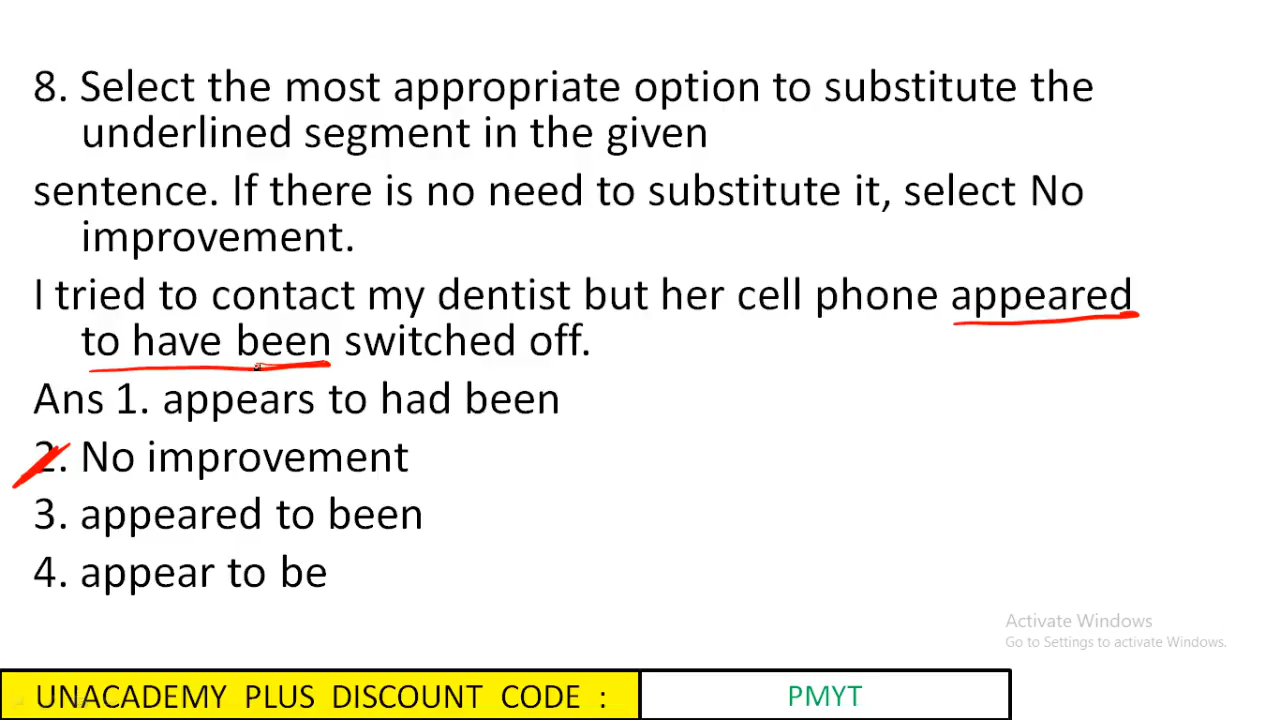 8. Select the most appropriate option to substitute the
underlined segment in the given
sentence. If there is no need to substitute it, select No
improvement.
I tried to contact my dentist but her cell phone appeared
to have been switched off.
Ans 1. appears to had been
2. No improvement
3. appeared to been
4. appear to be
Activate Windows
Go to Settings to activate Windows.
UNACADEMY PLUS DISCOUNT CODE :
PMYT